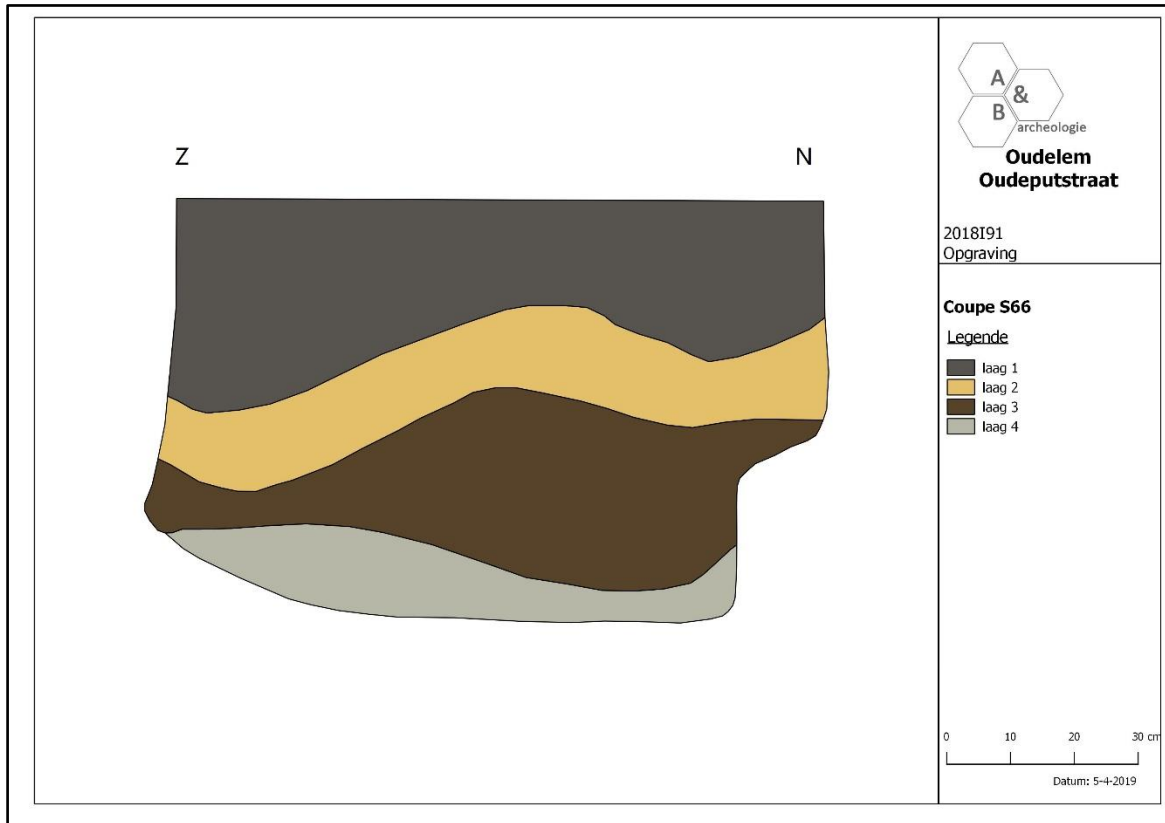 Z
N
A
&
B
archeologie
Oudelem
Oudeputstraat
2018I91
Opgraving
Coupe S66
Legende
laag 1
laag 2
laag 3
laag 4
0 10 20 30 cm
Datum: 5-4-2019